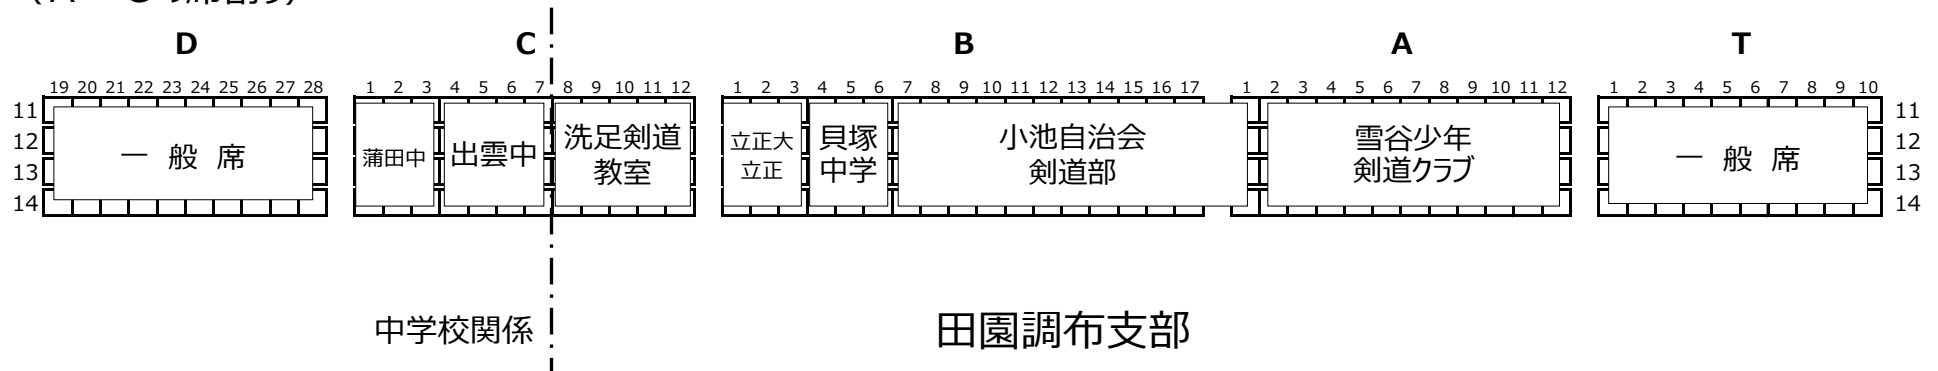 D C B A T
19 20 21 22 23 24 25 26 27 28 1 2 3 4 5 6 7 8 9 10 11 12 1 2 3 4 5 6 7 8 9 10 11 12 13 14 15 16 17 1 2 3 4 5 6 7 8 9 10 11 12 1 2 3 4 5 6 7 8 9 10
11
12
13
14
一 般 席
蒲田中
出雲中
洗足剣道
教室
立正大
立正
貝塚
中学
小池自治会
剣道部
雪谷少年
剣道クラブ
一 般 席
11
12
13
14
中学校関係
田園調布支部